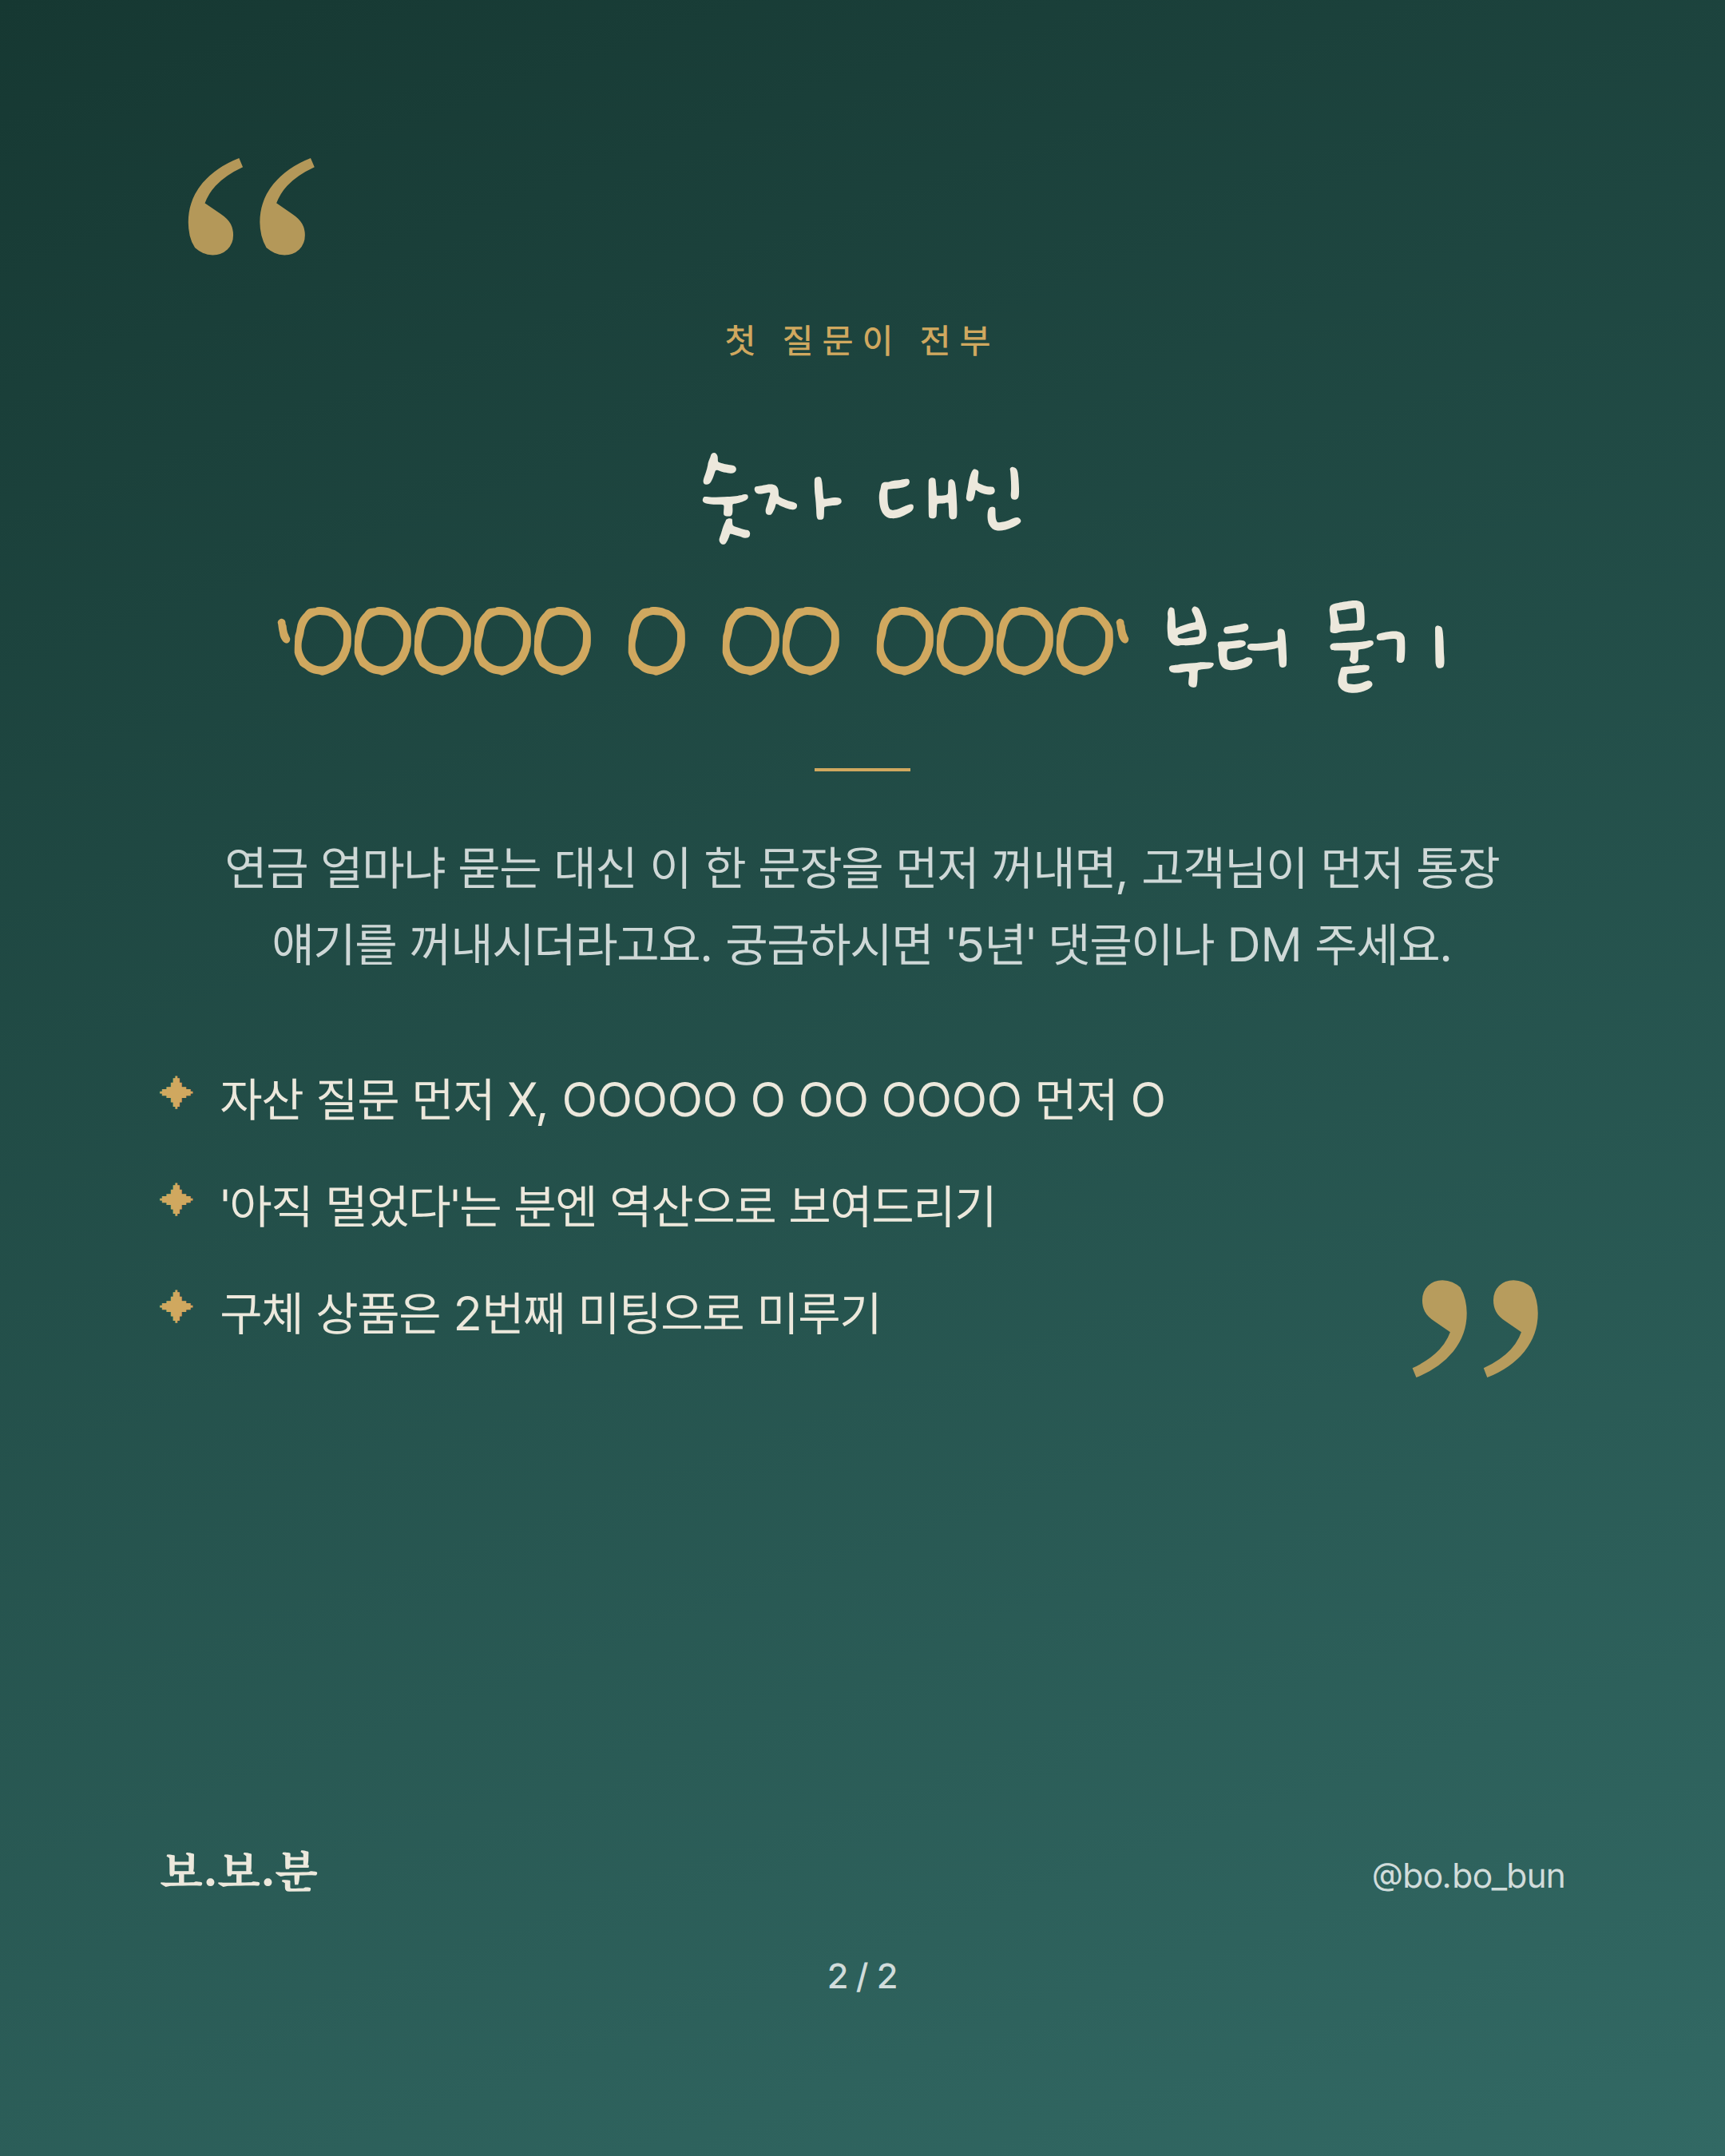 “
첫 질문이 전부
숫자 대신
'OOOOO O OO OOOO' 부터 묻기
연금 얼마냐 묻는 대신 이 한 문장을 먼저 꺼내면, 고객님이 먼저 통장
얘기를 꺼내시더라고요. 궁금하시면 '5년' 댓글이나 DM 주세요.
자산 질문 먼저 X, OOOOO O OO OOOO 먼저 O
'아직 멀었다'는 분엔 역산으로 보여드리기
구체 상품은 2번째 미팅으로 미루기
”
보.보.분
@bo.bo_bun
2 / 2